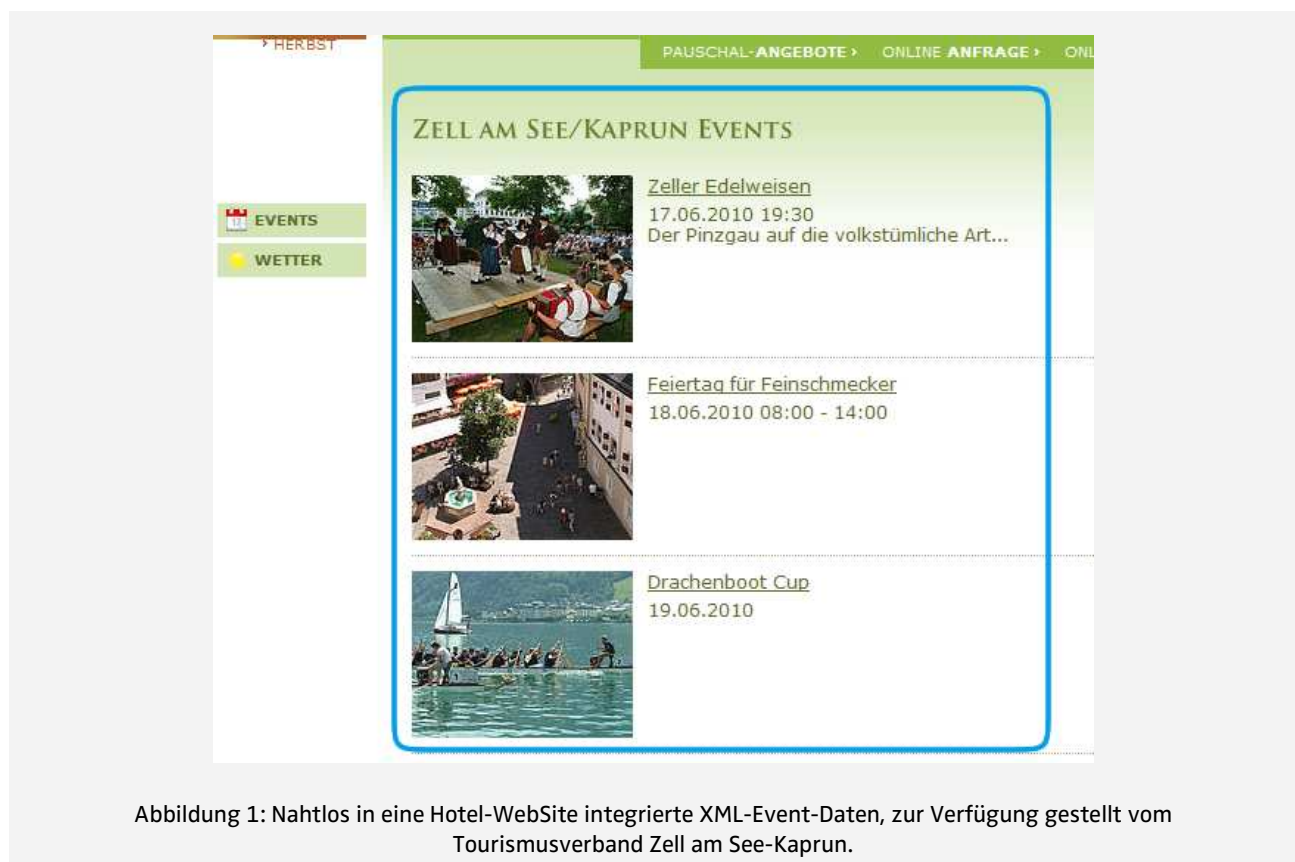 HERBST
PAUSCHAL-ANGEBOTE › ONLINE ANFRAGE › ONL
ZELL AM SEE/KAPRUN EVENTS
Zeller Edelweisen
17.06.2010 19:30
Der Pinzgau auf die volkstümliche Art...
EVENTS
WETTER
Feiertag für Feinschmecker
18.06.2010 08:00 - 14:00
Drachenboot Cup
19.06.2010
Abbildung 1: Nahtlos in eine Hotel-WebSite integrierte XML-Event-Daten, zur Verfügung gestellt vom
Tourismusverband Zell am See-Kaprun.